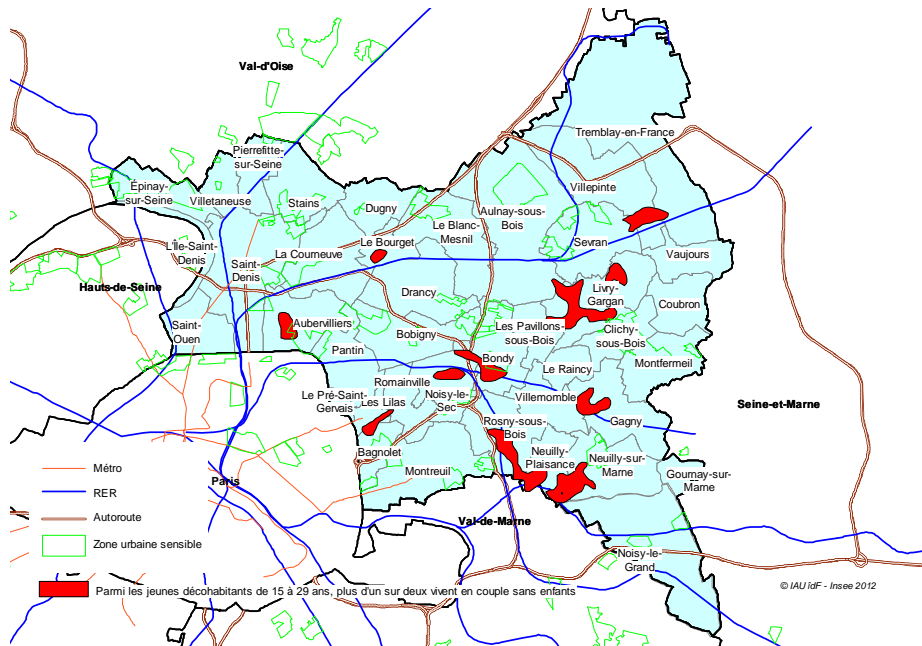 Val-d'Oise
Tremblay-en-France
Pierrefitte-
sur-Seine
Épinay-
sur-Seine
Villetaneuse
Stains
Dugny
Villepinte
Aulnay-sous-
Bois
Le Blanc-
Mesnil
Le Bourget
Sevran
Vaujours
L'Île-Saint-
Denis
Saint-
Denis
La Courneuve
Hauts-de-Seine
Drancy
Livry-
Gargan
Coubron
Saint-
Ouen
Aubervilliers
Bobigny
Les Pavillons-
sous-Bois
Clichy-
sous-Bois
Pantin
Bondy
Le Raincy
Montfermeil
Romainville
Noisy-le-
Sec
Villemomble
Le Pré-Saint-
Gervais
Les Lilas
Gagny
Seine-et-Marne
Rosny-sous-
Bois
Bagnolet
Montreuil
Neuilly-
Plaisance
Neuilly-sur-
Marne
Gournay-sur-
Marne
Paris
Val-de-Marne
Noisy-le-
Grand
Métro
RER
Autoroute
Zone urbaine sensible
Parmi les jeunes décohabitants de 15 à 29 ans, plus d'un sur deux vivent en couple sans enfants
© IAU îdF - Insee 2012